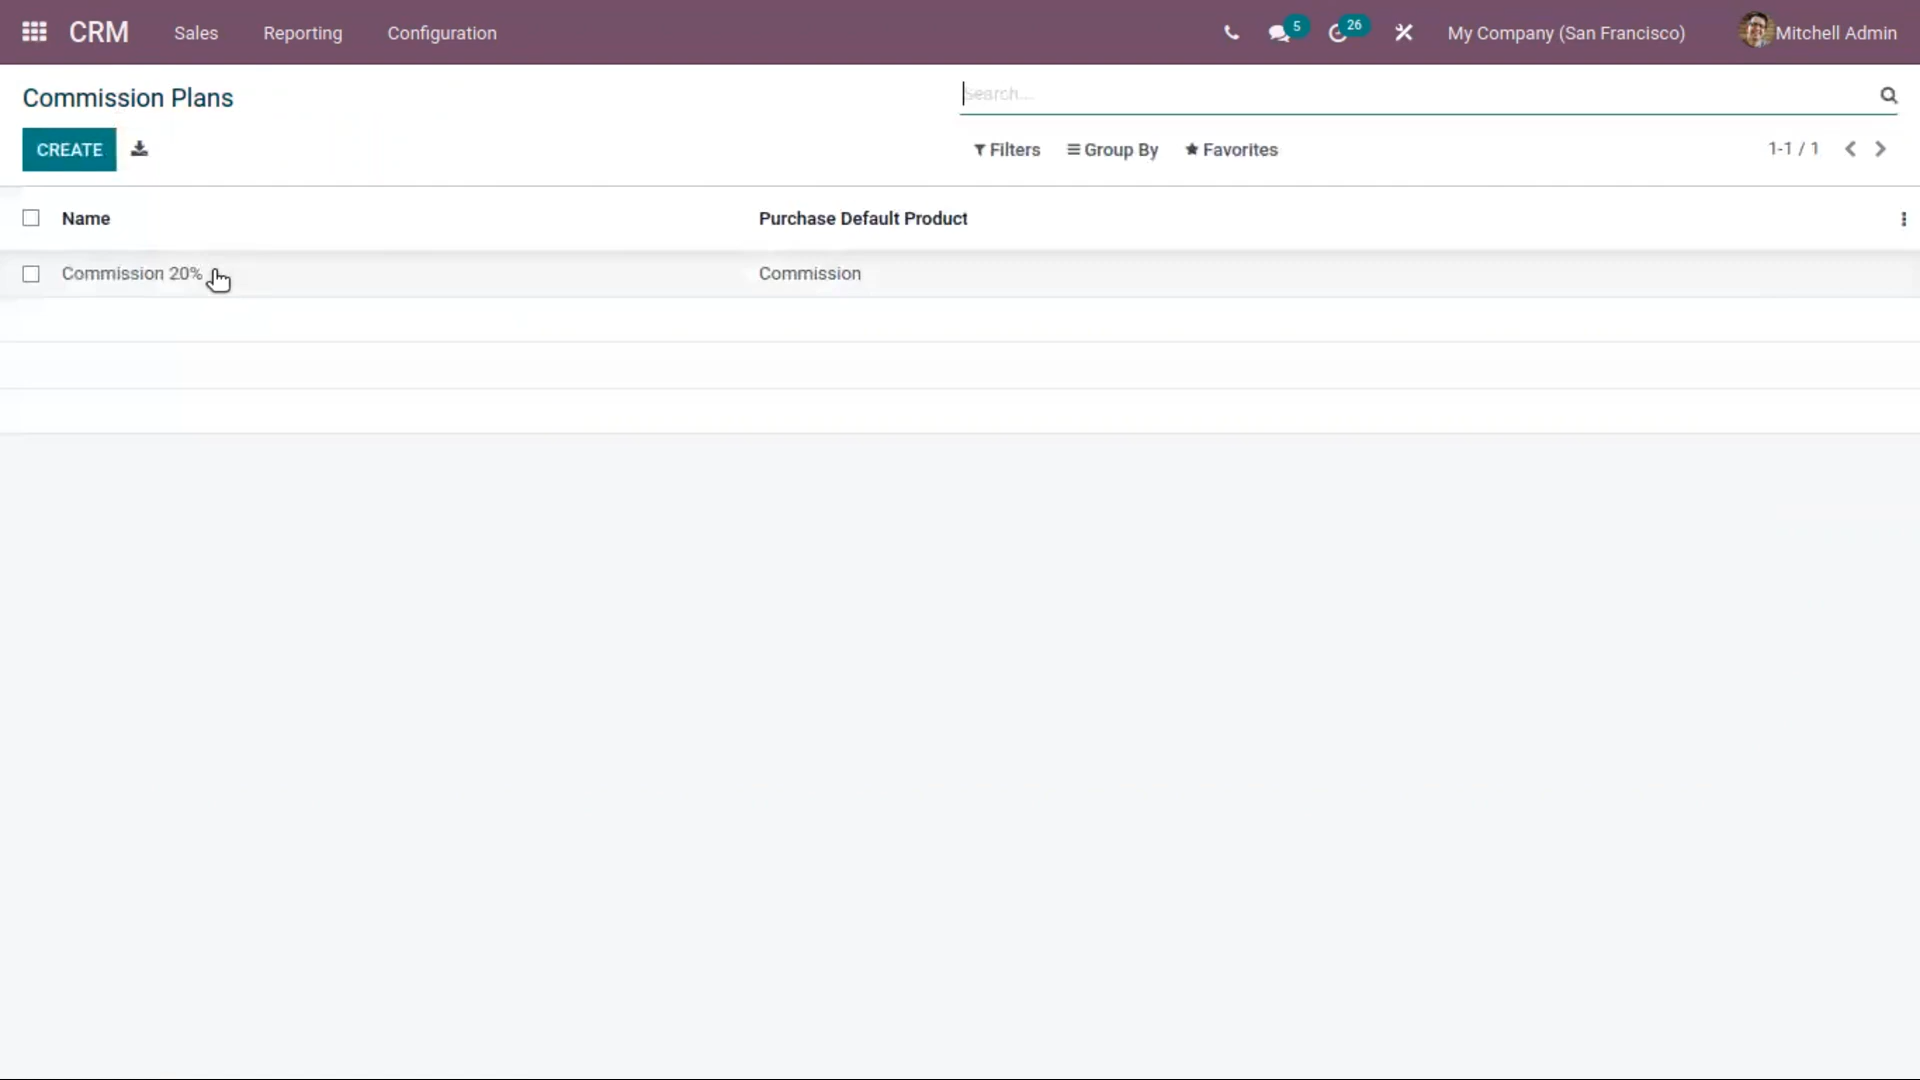 CRM Sales Reporting Configuration 5 26 My Company (San Francisco) Mitchell Admin
Commission Plans Search...
CREATE Filters Group By Favorites 1-1 / 1
Name Purchase Default Product
Commission 20% Commission